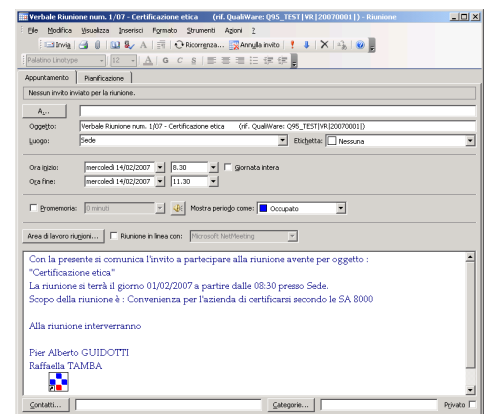 Verbale Riunione num. 1/07 - Certificazione etica (rif. QualiWare: Q95_TEST|VR|20070001|) - Riunione
File Modifica Visualizza Inserisci Formato Strumenti Azioni ?
Invia Ricorrenza... Annulla invito
Palatino Linotype 12 A G C S
Appuntamento Pianificazione
Nessun invito inviato per la riunione.
A...
Oggetto: Verbale Riunione num. 1/07 - Certificazione etica (rif. QualiWare: Q95_TEST|VR|20070001|)
Luogo: Sede Etichetta: Nessuna
Ora inizio: mercoledì 14/02/2007 8.30 Giornata intera
Ora fine: mercoledì 14/02/2007 11.30
Promemoria: 0 minuti Mostra periodo come: Occupato
Area di lavoro riunioni... Riunione in linea con: Microsoft NetMeeting
Con la presente si comunica l'invito a partecipare alla riunione avente per oggetto :
"Certificazione etica"
La riunione si terrà il giorno 01/02/2007 a partire dalle 08:30 presso Sede.
Scopo della riunione è : Convenienza per l'azienda di certificarsi secondo le SA 8000
Alla riunione interverranno
Pier Alberto GUIDOTTI
Raffaella TAMBA
Contatti... Categorie... Privato